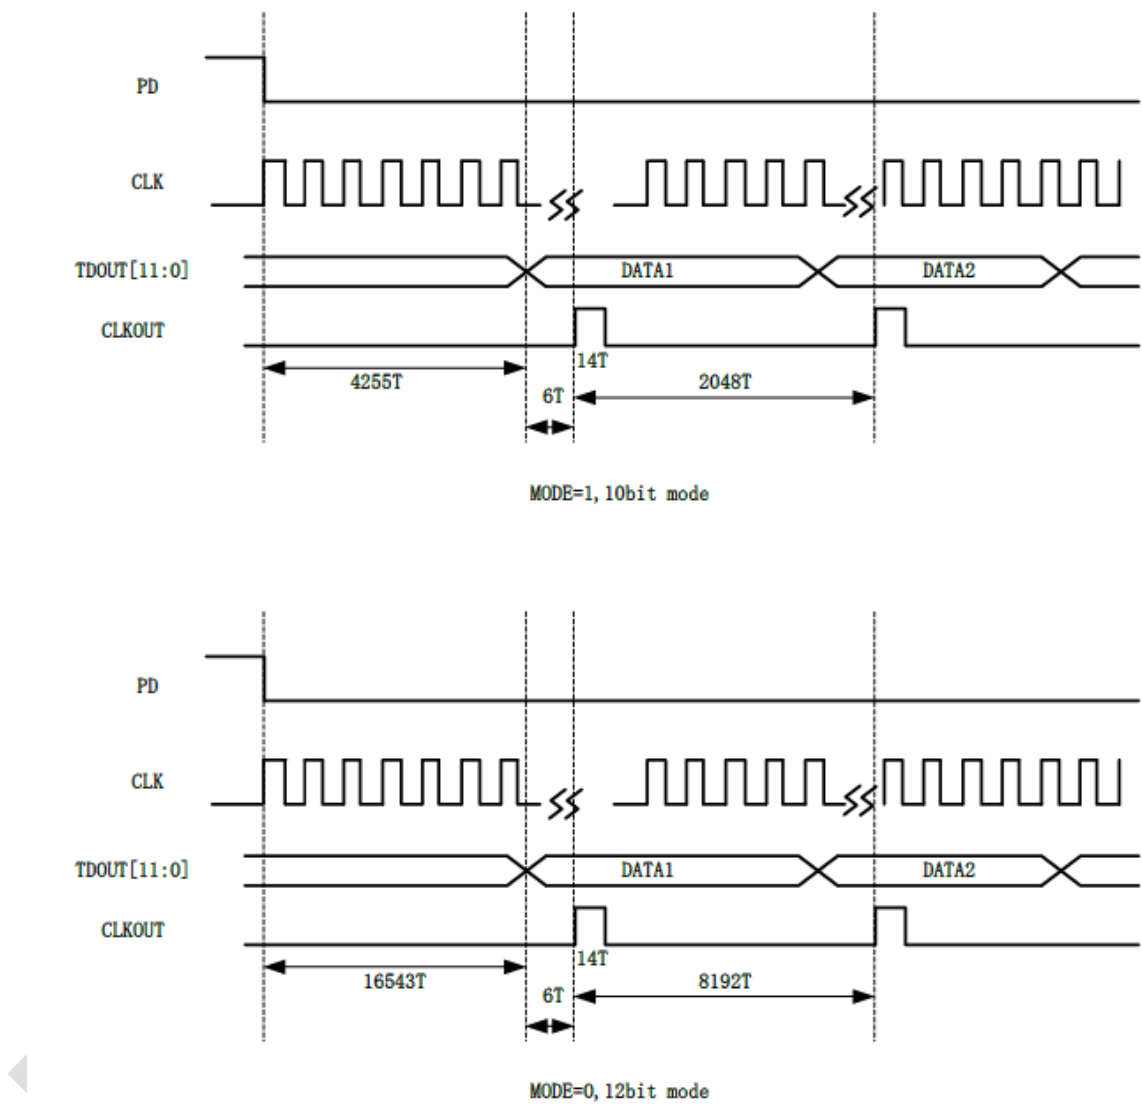 PD
CLK
TDOUT[11:0] DATA1 DATA2
CLKOUT
14T
4255T 2048T
6T
MODE=1,10bit mode
PD
CLK
TDOUT[11:0] DATA1 DATA2
CLKOUT
14T
16543T 8192T
6T
MODE=0,12bit mode